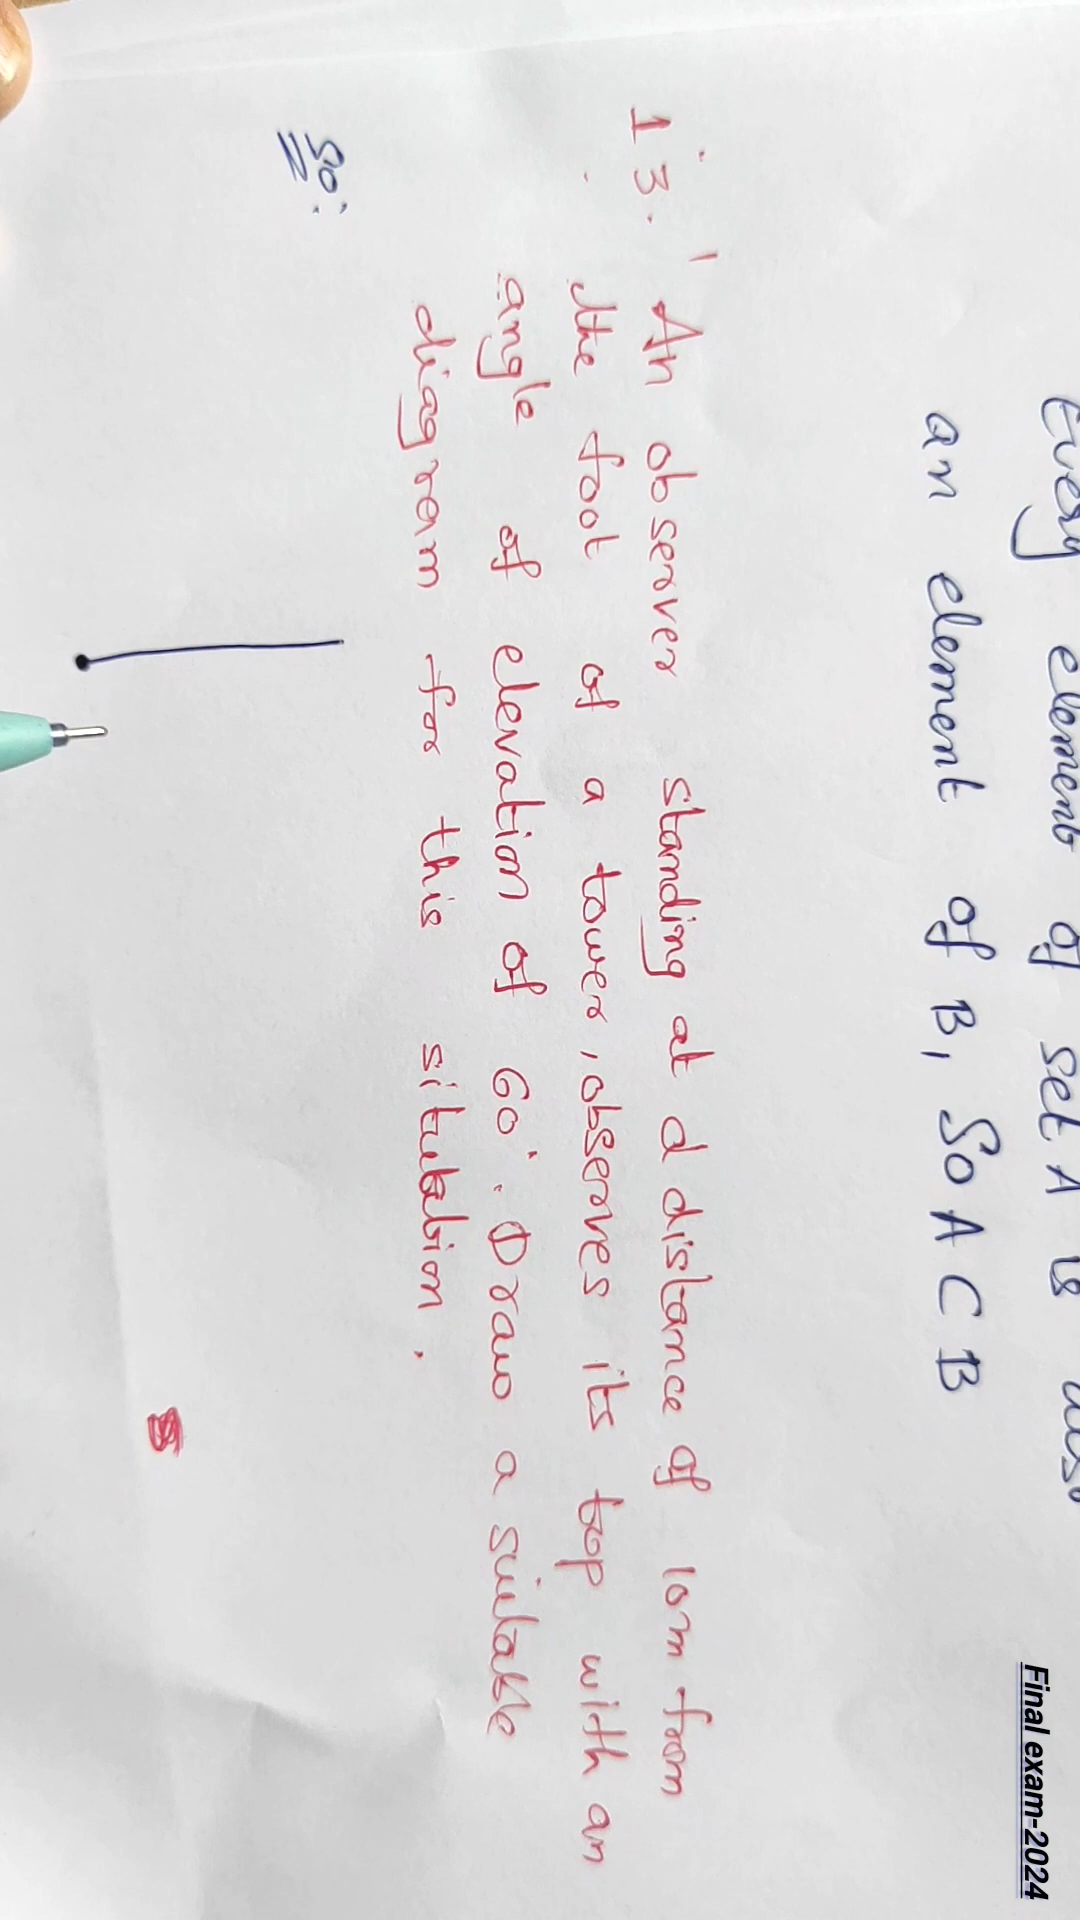 Every element of set A is also
an element of B, So A C B
13. An observer standing at d distance of 10m from
the foot of a tower, observes its top with an
angle of elevation of 60°. Draw a suitable
diagram for this situation.
So:
Final exam-2024